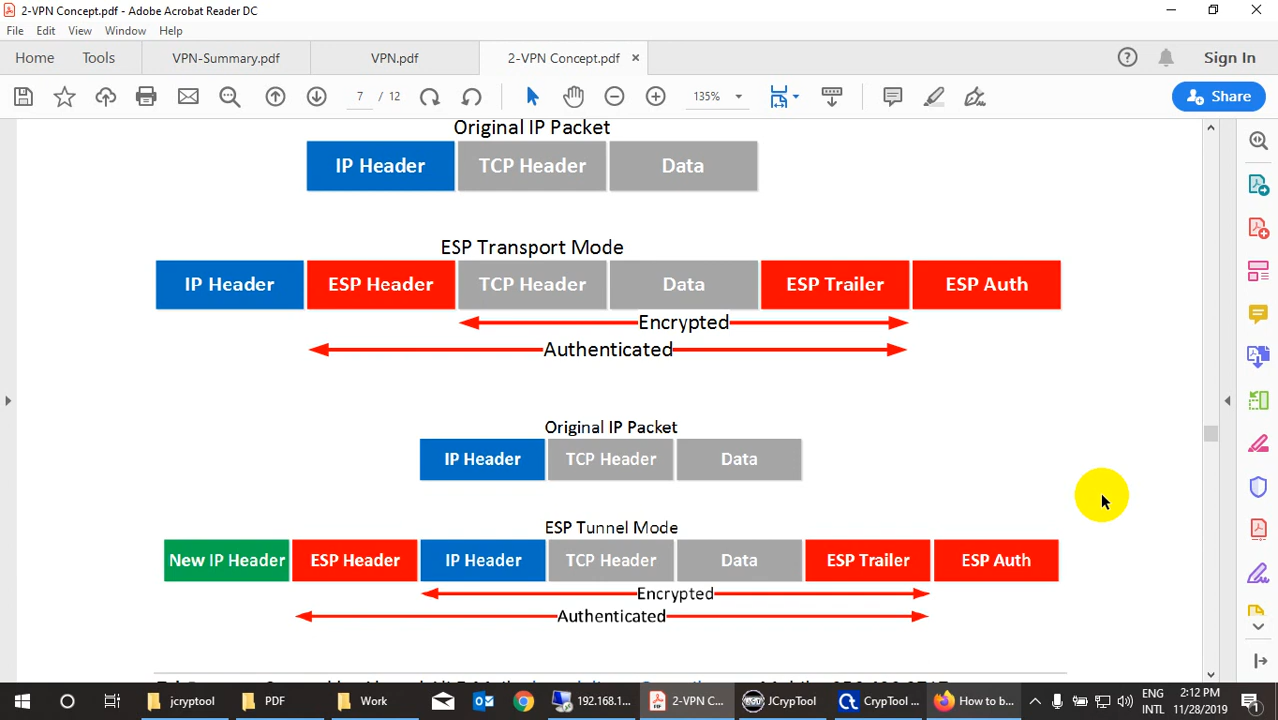 2-VPN Concept.pdf - Adobe Acrobat Reader DC
File Edit View Window Help
Home Tools VPN-Summary.pdf VPN.pdf 2-VPN Concept.pdf × Sign In
7 / 12 135% Share
Original IP Packet
IP Header TCP Header Data
ESP Transport Mode
IP Header ESP Header TCP Header Data ESP Trailer ESP Auth
Encrypted
Authenticated
Original IP Packet
IP Header TCP Header Data
ESP Tunnel Mode
New IP Header ESP Header IP Header TCP Header Data ESP Trailer ESP Auth
Encrypted
Authenticated
jcryptool PDF Work 192.168.1... 2-VPN C... JCrypTool CrypTool ... How to b... ENG 2:12 PM
INTL 11/28/2019